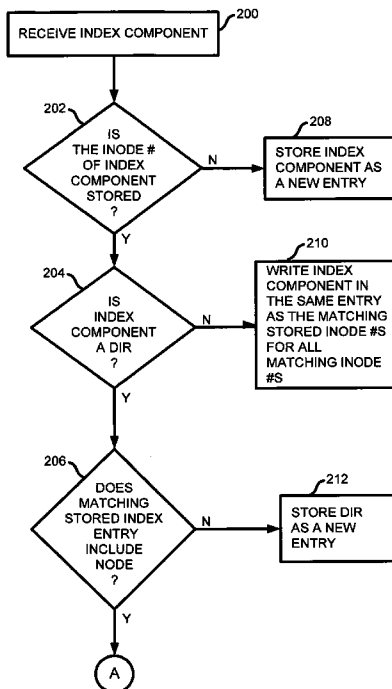 200
RECEIVE INDEX COMPONENT
202
IS
THE INODE #
OF INDEX
COMPONENT
STORED
?
N
208
STORE INDEX
COMPONENT AS
A NEW ENTRY
Y
204
IS
INDEX
COMPONENT
A DIR
?
N
210
WRITE INDEX
COMPONENT IN
THE SAME ENTRY
AS THE MATCHING
STORED INODE #S
FOR ALL
MATCHING INODE
#S
Y
206
DOES
MATCHING
STORED INDEX
ENTRY
INCLUDE
NODE
?
N
212
STORE DIR
AS A NEW
ENTRY
Y
A